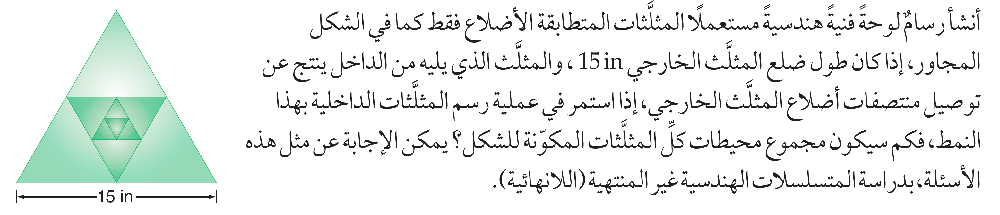 أنشأ رسامٌ لوحةً فنيةً هندسيةً مستعملًا المثلَّثات المتطابقة الأضلاع فقط كما في الشكل
المجاور، إذا كان طول ضلع المثلَّث الخارجي 15 in ، والمثلَّث الذي يليه من الداخل ينتج عن
توصيل منتصفات أضلاع المثلَّث الخارجي، إذا استمر في عملية رسم المثلَّثات الداخلية بهذا
النمط، فكم سيكون مجموع محيطات كلِّ المثلَّثات المكوّنة للشكل؟ يمكن الإجابة عن مثل هذه
الأسئلة، بدراسة المتسلسلات الهندسية غير المنتهية (اللانهائية).
15 in